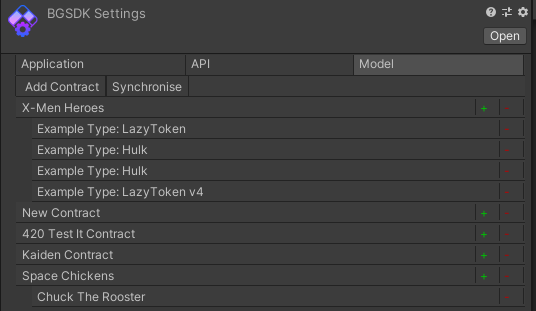 BGSDK Settings
Open
Application API Model
Add Contract Synchronise
X-Men Heroes + -
Example Type: LazyToken
Example Type: Hulk -
Example Type: Hulk
Example Type: LazyToken v4 -
New Contract +
420 Test It Contract + -
Kaiden Contract + -
Space Chickens + -
Chuck The Rooster